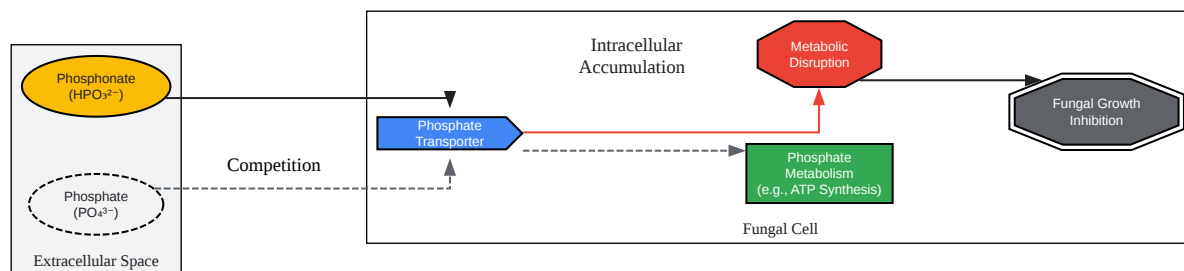 Phosphonate
(HPO₃²⁻)
Phosphate
(PO₄³⁻)
Extracellular Space
Competition
Phosphate
Transporter
Intracellular
Accumulation
Metabolic
Disruption
Phosphate
Metabolism
(e.g., ATP Synthesis)
Fungal Growth
Inhibition
Fungal Cell